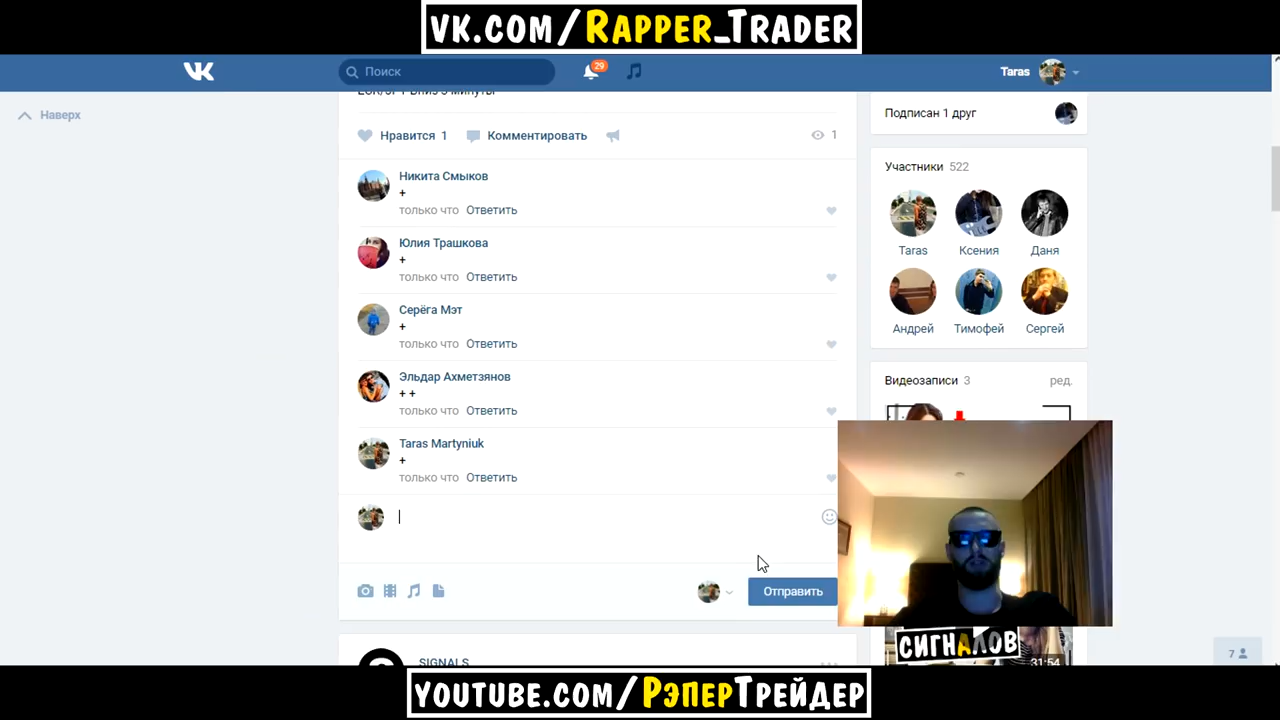 VK.COM/RAPPER_TRADER
Поиск
29
Taras
Наверх
Нравится 1
Комментировать
1
Никита Смыков
+
только что Ответить
Юлия Трашкова
+
только что Ответить
Серёга Мэт
+
только что Ответить
Эльдар Ахметзянов
+ +
только что Ответить
Taras Martyniuk
+
только что Ответить
Отправить
SIGNALS
Подписан 1 друг
Участники 522
Taras
Ксения
Даня
Андрей
Тимофей
Сергей
Видеозаписи 3
ред.
СИГНАЛОВ
31:54
7
YOUTUBE.COM/РЭПЕРТРЕЙДЕР